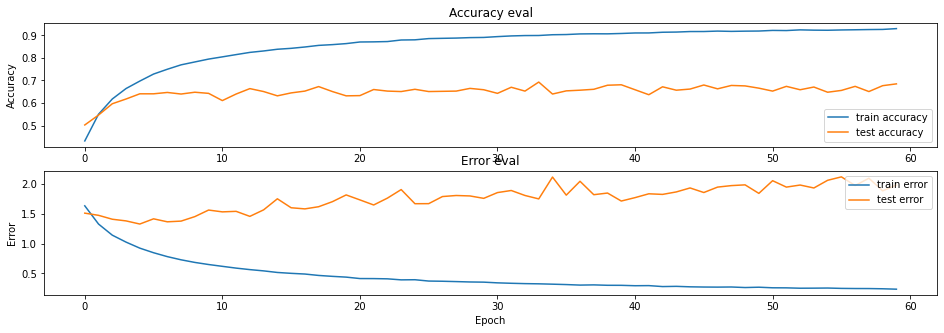 Accuracy eval
Accuracy
0.9
0.8
0.7
0.6
0.5
train accuracy
test accuracy
0 10 20 30 40 50 60
Error eval
Error
2.0
1.5
1.0
0.5
train error
test error
0 10 20 30 40 50 60
Epoch